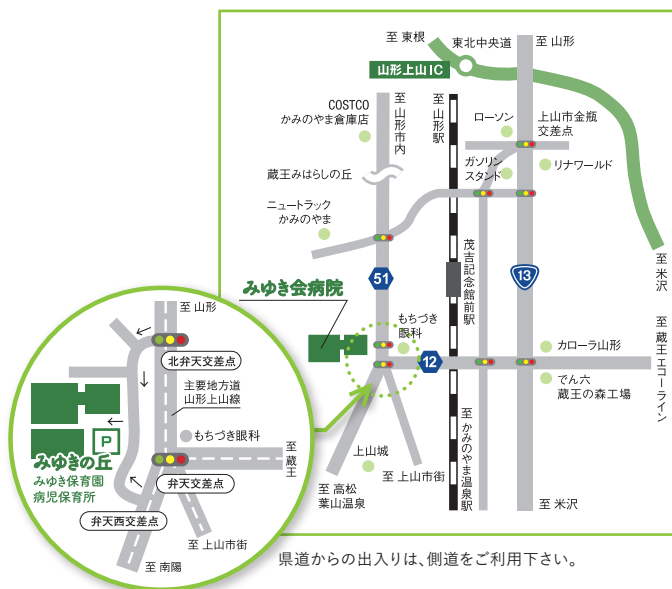 至 東根
東北中央道
至 山形
山形上山IC
COSTCO
かみのやま倉庫店
至 山形市内
至 山形駅
ローソン
上山市金瓶
交差点
ガソリン
スタンド
リナワールド
蔵王みはらしの丘
ニュートラック
かみのやま
茂吉記念館前駅
至 米沢
51
13
みゆき会病院
もちづき
眼科
12
カローラ山形
至 蔵王エコーライン
でん六
蔵王の森工場
上山城
至 上山市街
至 かみのやま温泉駅
至 高松
葉山温泉
至 米沢
至 山形
北弁天交差点
主要地方道
山形上山線
P
もちづき眼科
みゆきの丘
みゆき保育園
病児保育所
至 蔵王
弁天交差点
弁天西交差点
至 上山市街
至 南陽
県道からの出入りは、側道をご利用下さい。